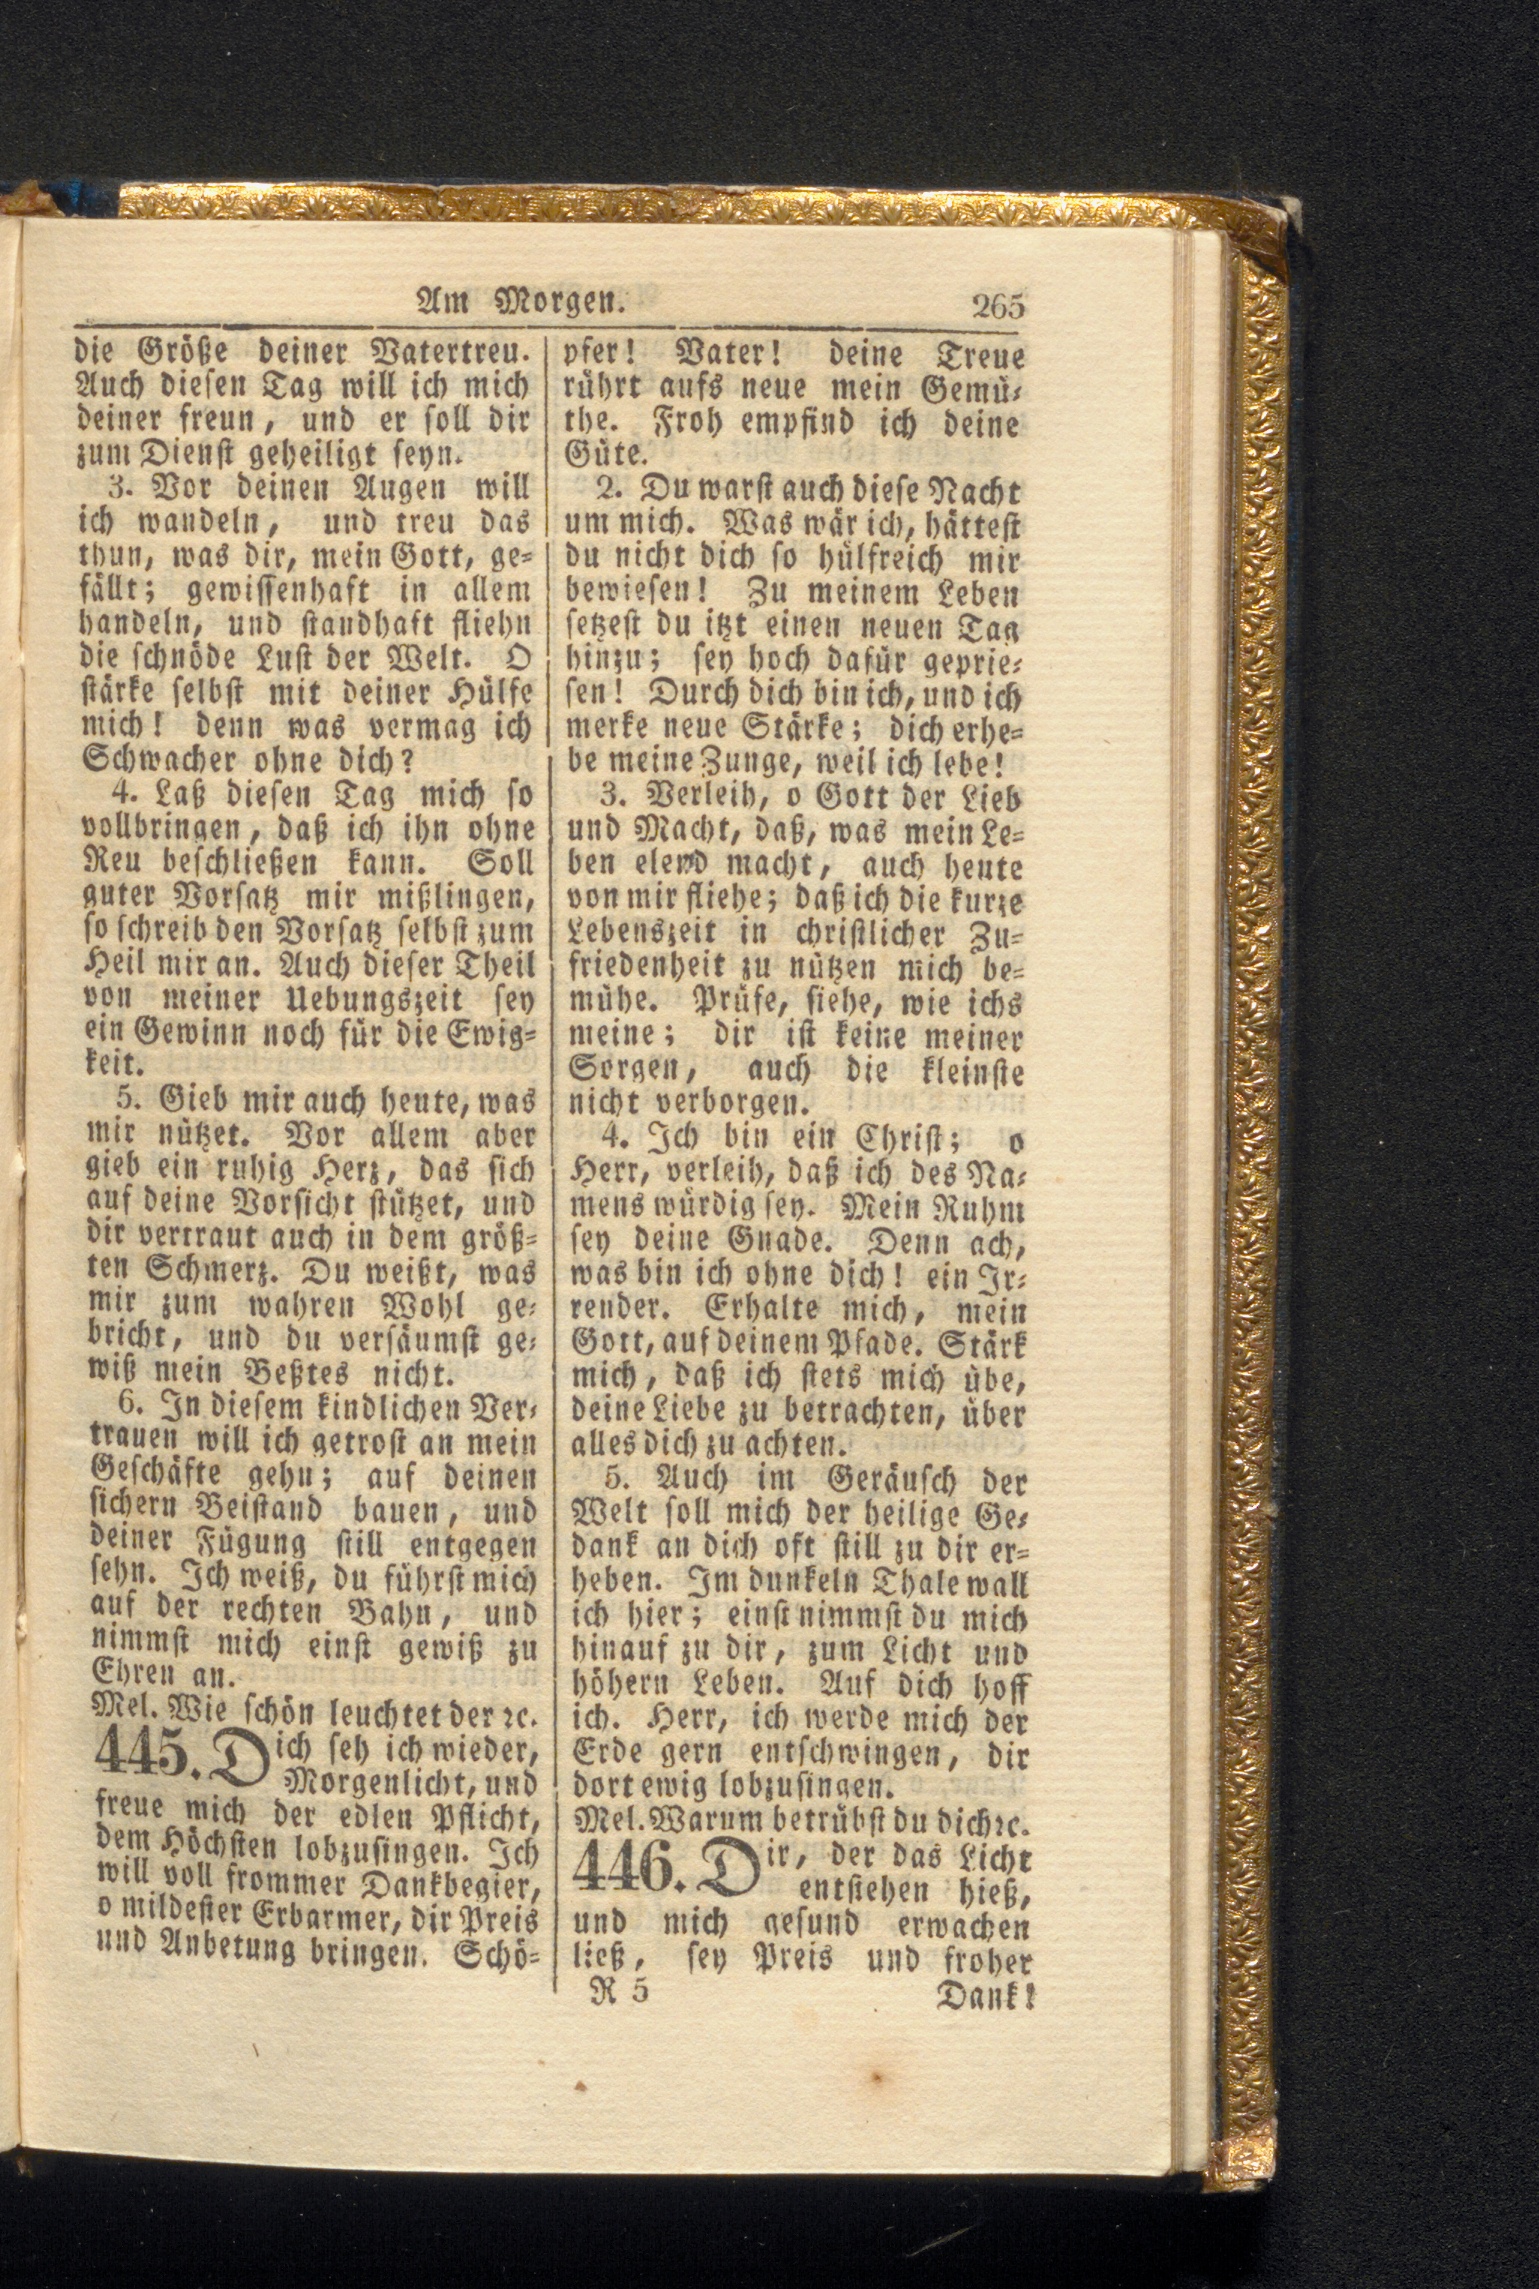 Am Morgen. 265
die Größe deiner Vatertreu.
Auch dieſen Tag will ich mich
deiner freun, und er ſoll dir
zum Dienſt geheiligt ſeyn.
3. Vor deinen Augen will
ich wandeln, und treu das
thun, was dir, mein Gott, ge-
fällt; gewiſſenhaft in allem
handeln, und ſtandhaft fliehn
die ſchnöde Luſt der Welt. O
ſtärke ſelbſt mit deiner Hülfe
mich! denn was vermag ich
Schwacher ohne dich?
4. Laß dieſen Tag mich ſo
vollbringen, daß ich ihn ohne
Reu beſchließen kann. Soll
guter Vorſatz mir mißlingen,
ſo ſchreib den Vorſatz ſelbſt zum
Heil mir an. Auch dieſer Theil
von meiner Uebungszeit ſey
ein Gewinn noch für die Ewig-
keit.
5. Gieb mir auch heute, was
mir nützet. Vor allem aber
gieb ein ruhig Herz, das ſich
auf deine Vorſicht ſtützet, und
dir vertraut auch in dem größ-
ten Schmerz. Du weißt, was
mir zum wahren Wohl ge-
bricht, und du verſäumſt ge-
wiß mein Beßtes nicht.
6. In dieſem kindlichen Ver-
trauen will ich getroſt an mein
Geſchäfte gehn; auf deinen
ſichern Beiſtand bauen, und
deiner Fügung ſtill entgegen
ſehn. Ich weiß, du führſt mich
auf der rechten Bahn, und
nimmſt mich einſt gewiß zu
Ehren an.
Mel. Wie ſchön leuchtet der ꝛc.
445. Dich ſeh ich wieder,
Morgenlicht, und
freue mich der edlen Pflicht,
dem Höchſten lobzuſingen. Ich
will voll frommer Dankbegier,
o mildeſter Erbarmer, dir Preis
und Anbetung bringen. Schö-
pfer! Vater! deine Treue
rührt aufs neue mein Gemü-
the. Froh empfind ich deine
Güte.
2. Du warſt auch dieſe Nacht
um mich. Was wär ich, hätteſt
du nicht dich ſo hülfreich mir
bewieſen! Zu meinem Leben
ſetzeſt du itzt einen neuen Tag
hinzu; ſey hoch dafür geprie-
ſen! Durch dich bin ich, und ich
merke neue Stärke; dich erhe-
be meine Zunge, weil ich lebe!
3. Verleih, o Gott der Lieb
und Macht, daß, was mein Le-
ben elend macht, auch heute
von mir fliehe; daß ich die kurze
Lebenszeit in chriſtlicher Zu-
friedenheit zu nützen mich be-
mühe. Prüfe, ſiehe, wie ichs
meine; dir iſt keine meiner
Sorgen, auch die kleinſte
nicht verborgen.
4. Ich bin ein Chriſt; o
Herr, verleih, daß ich des Na-
mens würdig ſey. Mein Ruhm
ſey deine Gnade. Denn ach,
was bin ich ohne dich! ein Ir-
render. Erhalte mich, mein
Gott, auf deinem Pfade. Stärk
mich, daß ich ſtets mich übe,
deine Liebe zu betrachten, über
alles dich zu achten.
5. Auch im Geräuſch der
Welt ſoll mich der heilige Ge-
dank an dich oft ſtill zu dir er-
heben. Im dunkeln Thale wall
ich hier; einſt nimmſt du mich
hinauf zu dir, zum Licht und
höhern Leben. Auf dich hoff
ich. Herr, ich werde mich der
Erde gern entſchwingen, dir
dort ewig lobzuſingen.
Mel. Warum betrübſt du dich ꝛc.
446. Dir, der das Licht
entſtehen hieß,
und mich geſund erwachen
ließ, ſey Preis und froher
R 5 Dank!